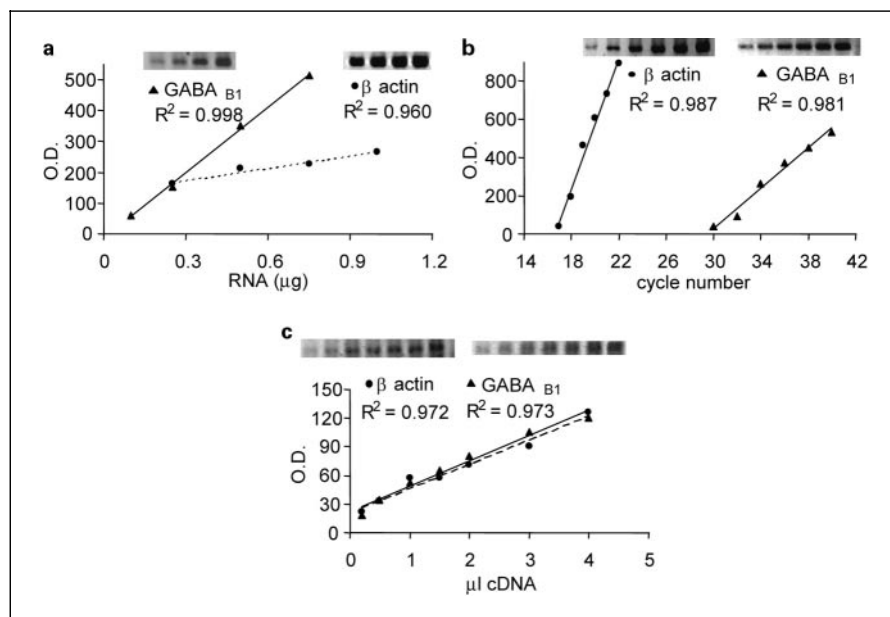 a
500
400
300
200
100
0
O.D.
▲ GABA B1
R² = 0.998
● β actin
R² = 0.960
0.3 0.6 0.9 1.2
RNA (µg)
b
800
600
400
200
0
O.D.
● β actin
R² = 0.987
▲ GABA B1
R² = 0.981
14 18 22 26 30 34 38 42
cycle number
c
150
120
90
60
30
0
O.D.
● β actin
R² = 0.972
▲ GABA B1
R² = 0.973
0 1 2 3 4 5
µl cDNA